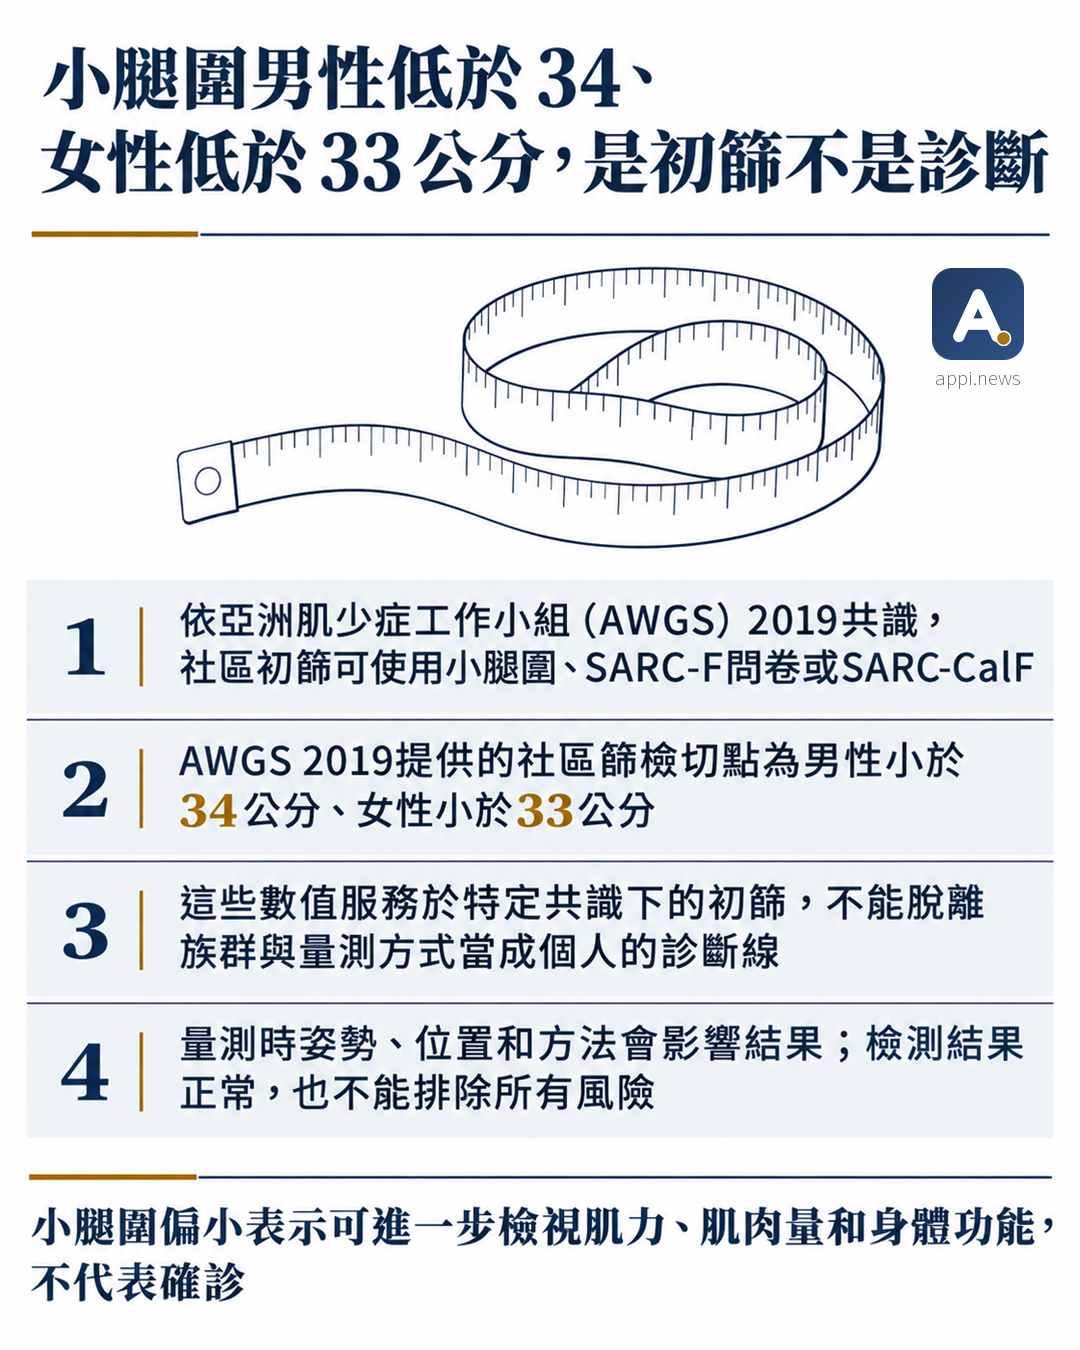 小腿圍男性低於 34、
女性低於 33 公分，是初篩不是診斷
A
appi.news
1
依亞洲肌少症工作小組（AWGS）2019共識，
社區初篩可使用小腿圍、SARC-F問卷或SARC-CalF
2
AWGS 2019提供的社區篩檢切點為男性小於
34公分、女性小於33公分
3
這些數值服務於特定共識下的初篩，不能脫離
族群與量測方式當成個人的診斷線
4
量測時姿勢、位置和方法會影響結果；檢測結果
正常，也不能排除所有風險
小腿圍偏小表示可進一步檢視肌力、肌肉量和身體功能，
不代表確診